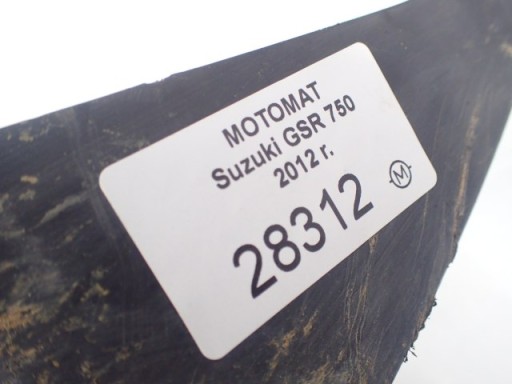 MOTOMAT
Suzuki GSR 750
2012 r.
28312
M